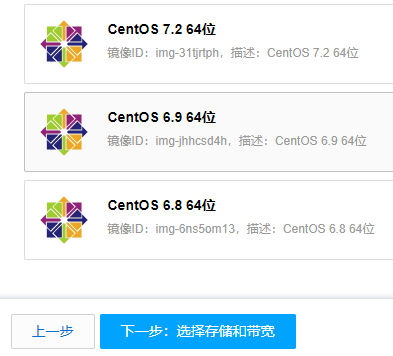 CentOS 7.2 64位
镜像ID：img-31tjrtph，描述：CentOS 7.2 64位
CentOS 6.9 64位
镜像ID：img-jhhcsd4h，描述：CentOS 6.9 64位
CentOS 6.8 64位
镜像ID：img-6ns5om13，描述：CentOS 6.8 64位
上一步
下一步：选择存储和带宽